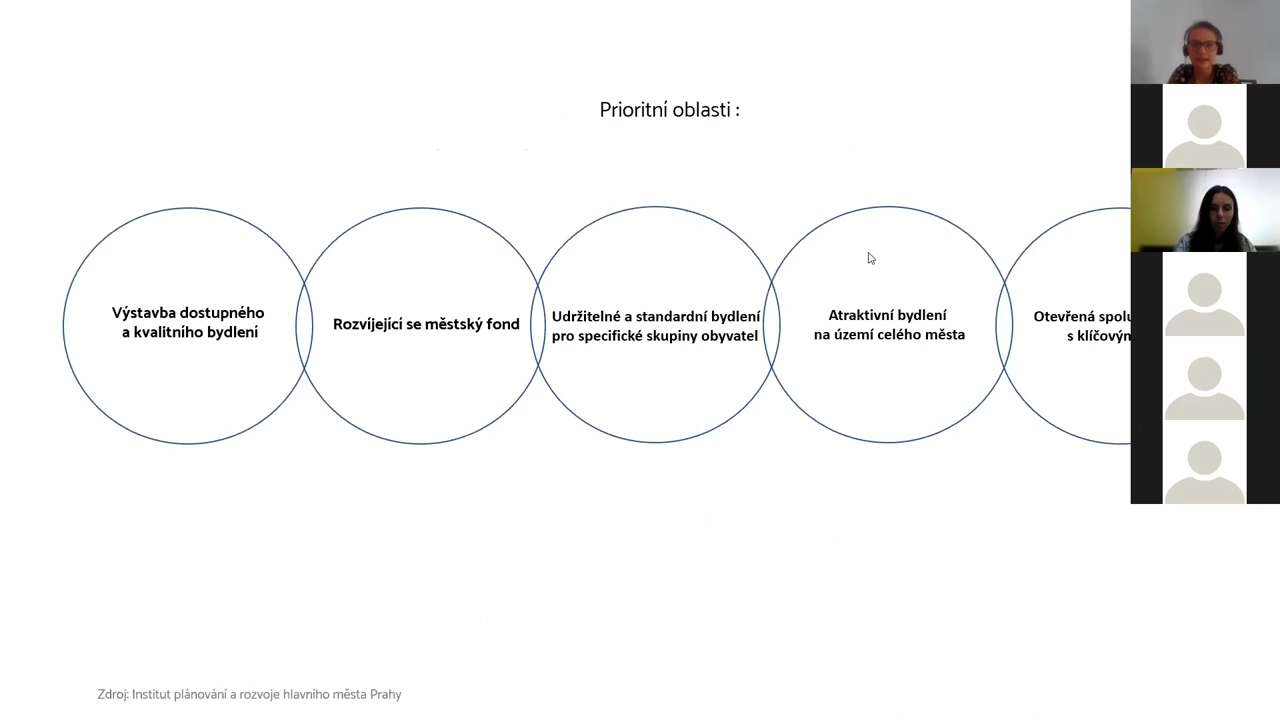 Prioritní oblasti :
Výstavba dostupného
a kvalitního bydlení
Rozvíjející se městský fond
Udržitelné a standardní bydlení
pro specifické skupiny obyvatel
Atraktivní bydlení
na území celého města
Otevřená
s
Zdroj: Institut plánování a rozvoje hlavního města Prahy